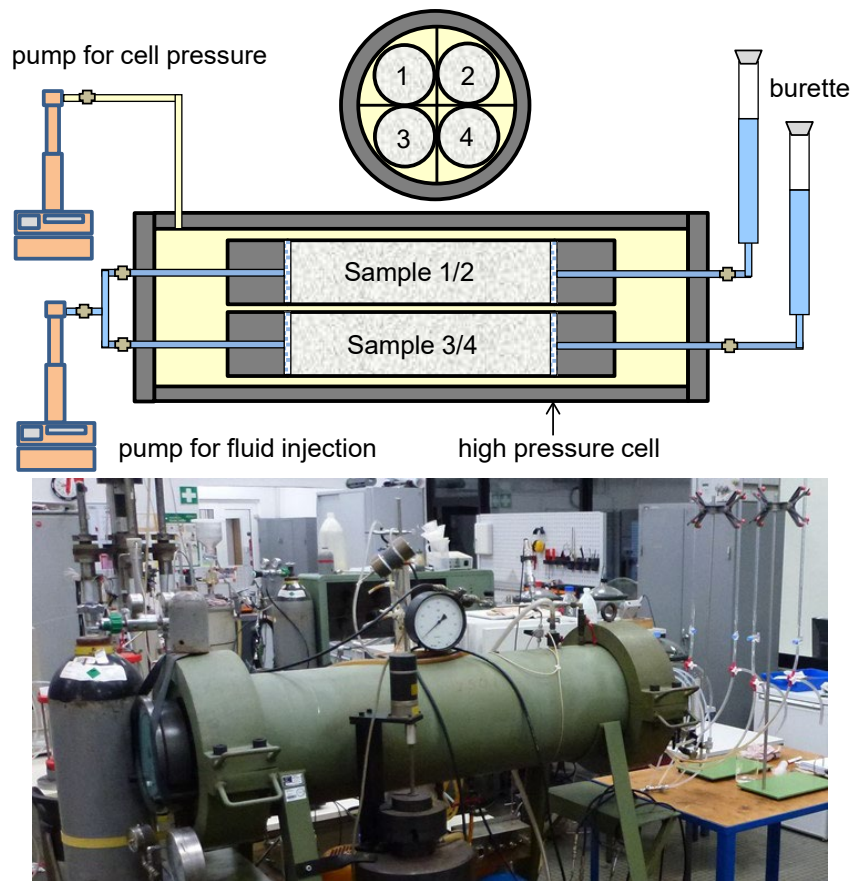 pump for cell pressure
1
2
3
4
burette
Sample 1/2
Sample 3/4
pump for fluid injection
high pressure cell